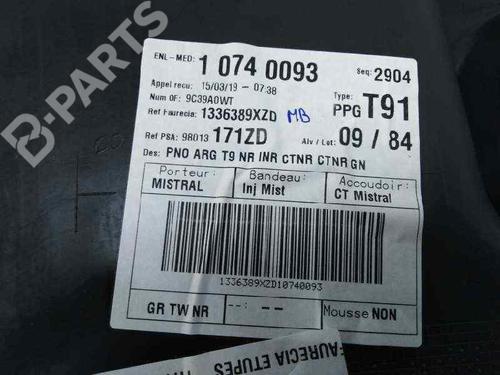 B-PARTS
ENL-MED: 1 0740093 Seq: 2904
Appel recu: 15/03/19 - 07:38 Type:
Num OF: 9C39A0WT PPG T91
Ref Faurecia: 1336389XZD MB
Ref PSA: 98013 171ZD Alv / Lot: 09 / 84
Des: PNO ARG T9 NR INR CTNR CTNR GN
Porteur: Bandeau: Accoudoir:
MISTRAL Inj Mist CT Mistral
1336389XZD10740093
GR TW NR --: -- Mousse NON
FAURECIA ETUPES